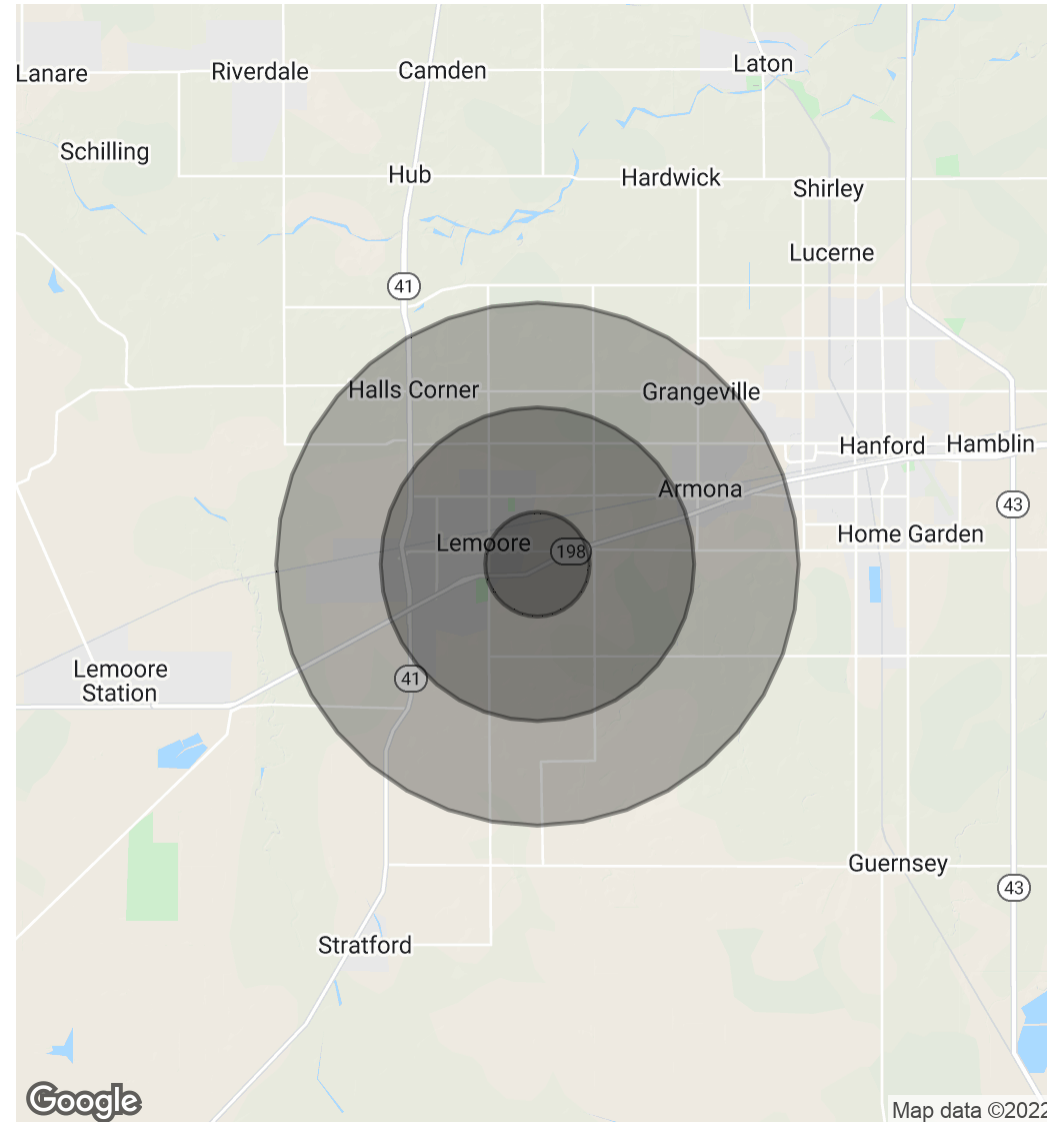 Lanare
Riverdale
Camden
Laton
Schilling
Hub
Hardwick
Shirley
Lucerne
41
Halls Corner
Grangeville
Hanford
Hamblin
Armona
43
Lemoore
198
Home Garden
Lemoore
Station
41
Guernsey
43
Stratford
Google
Map data ©2022